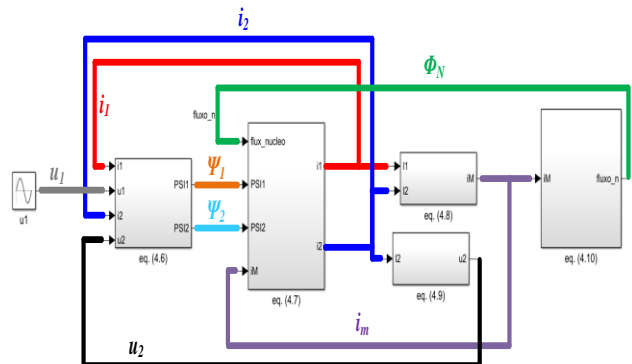 i2
ΦN
i1
fluxo_n
flux_nucleo
u1
Ψ1
Ψ2
i1
u1
i2
u2
PSI1
PSI2
PSI1
PSI2
iM
i1
i2
I1
I2
iM
iM
fluxo_n
u1
eq. (4.6)
eq. (4.7)
eq. (4.8)
I2
u2
eq. (4.9)
eq. (4.10)
im
u2